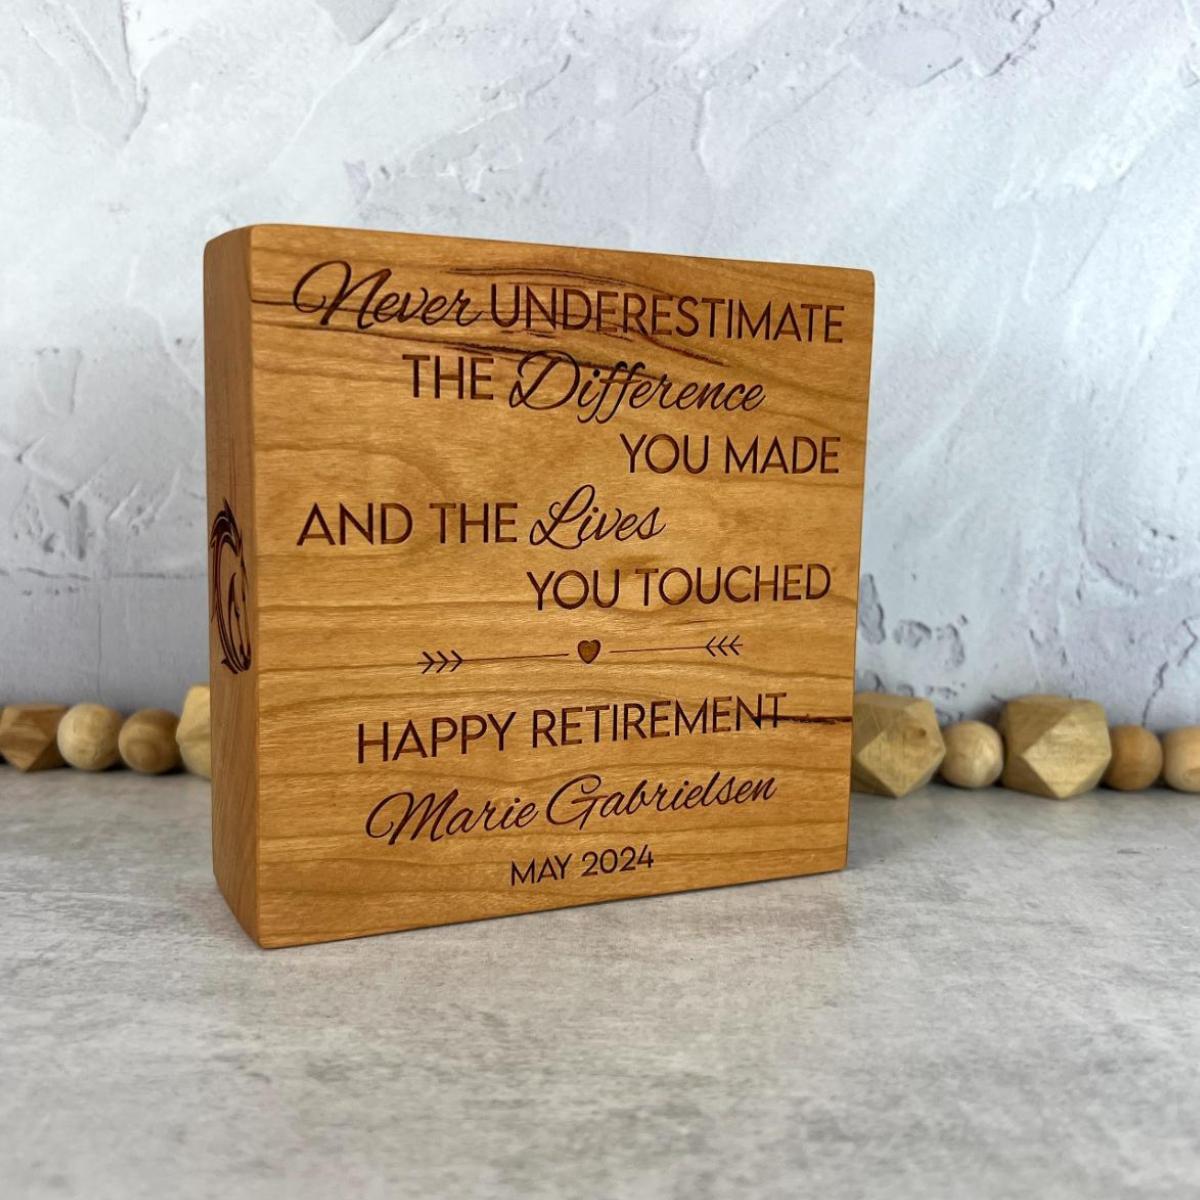 Never UNDERESTIMATE
THE Difference
YOU MADE
AND THE Lives
YOU TOUCHED
HAPPY RETIREMENT
Marie Gabrielsen
MAY 2024